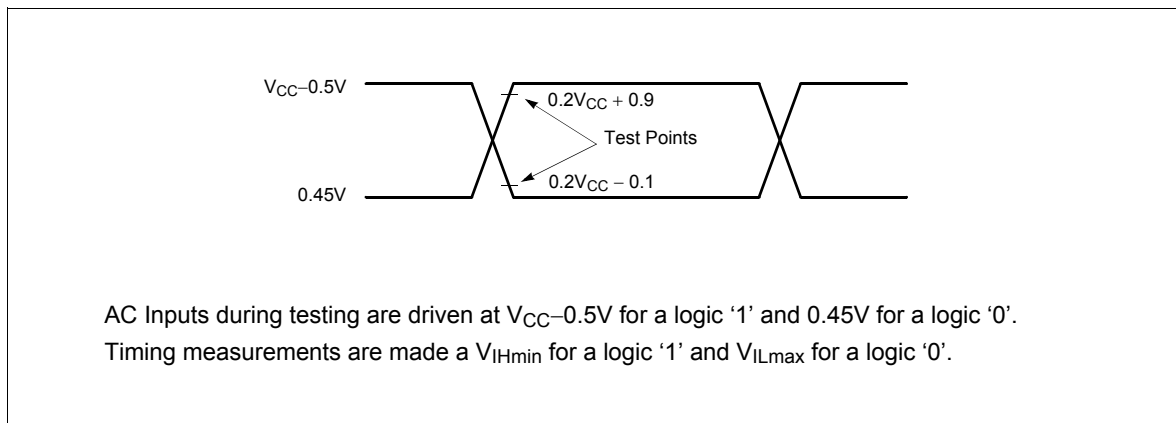 VCC−0.5V
0.2VCC + 0.9
Test Points
0.2VCC − 0.1
0.45V
AC Inputs during testing are driven at VCC−0.5V for a logic ‘1’ and 0.45V for a logic ‘0’.
Timing measurements are made a VIHmin for a logic ‘1’ and VILmax for a logic ‘0’.